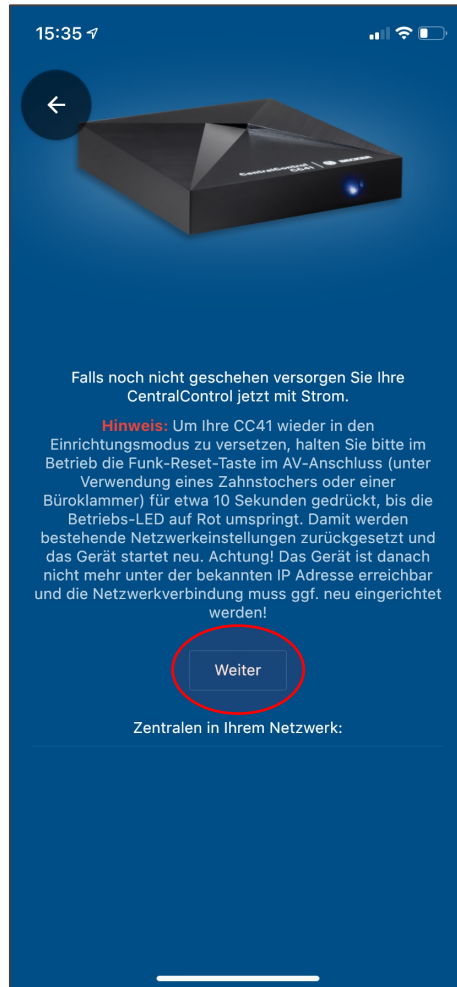 15:35
CentralControl
CC41
BECKER
Falls noch nicht geschehen versorgen Sie Ihre
CentralControl jetzt mit Strom.
Hinweis: Um Ihre CC41 wieder in den
Einrichtungsmodus zu versetzen, halten Sie bitte im
Betrieb die Funk-Reset-Taste im AV-Anschluss (unter
Verwendung eines Zahnstochers oder einer
Büroklammer) für etwa 10 Sekunden gedrückt, bis die
Betriebs-LED auf Rot umspringt. Damit werden
bestehende Netzwerkeinstellungen zurückgesetzt und
das Gerät startet neu. Achtung! Das Gerät ist danach
nicht mehr unter der bekannten IP Adresse erreichbar
und die Netzwerkverbindung muss ggf. neu eingerichtet
werden!
Weiter
Zentralen in Ihrem Netzwerk: